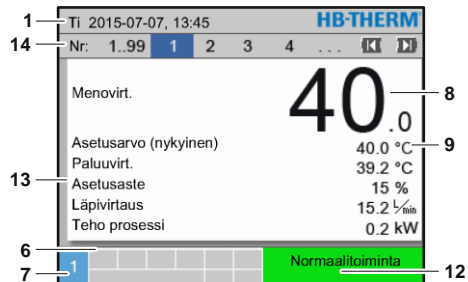 1 Ti 2015-07-07, 13:45 HB-THERM
14 Nr: 1..99 1 2 3 4 ...
Menovirt. 40.0 8
Asetusarvo (nykyinen) 40.0 °C 9
Paluuvirt. 39.2 °C
13 Asetusaste 15 %
Läpivirtaus 15.2 L/min
Teho prosessi 0.2 kW
6
7 1 Normaalitoiminta 12